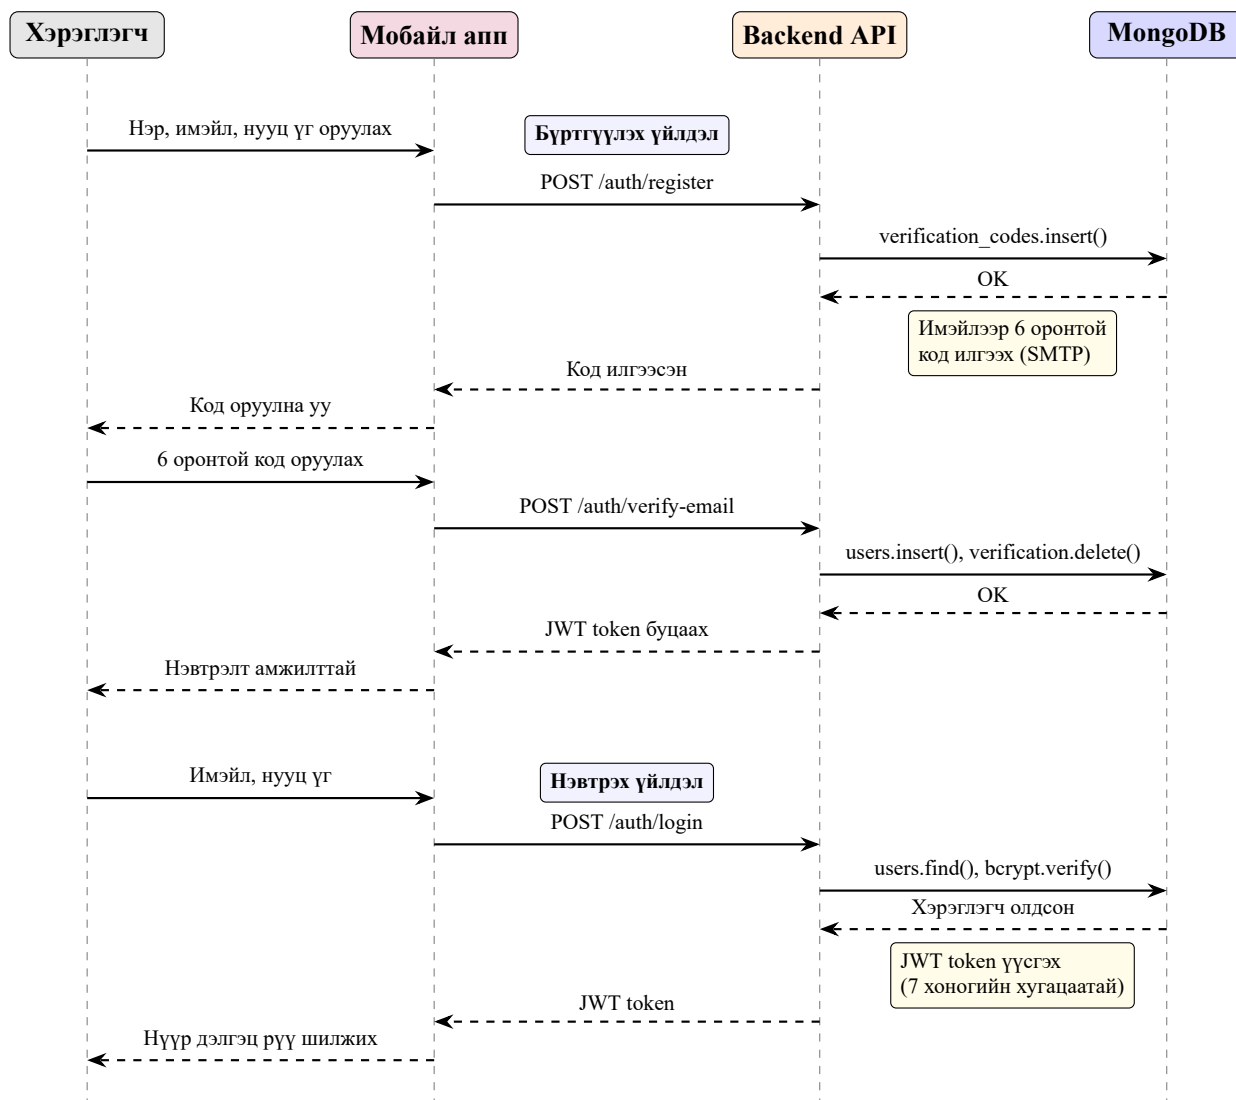 Хэрэглэгч
Мобайл апп
Backend API
MongoDB
Нэр, имэйл, нууц үг оруулах
Бүртгүүлэх үйлдэл
POST /auth/register
verification_codes.insert()
OK
Имэйлээр 6 оронтой
код илгээх (SMTP)
Код илгээсэн
Код оруулна уу
6 оронтой код оруулах
POST /auth/verify-email
users.insert(), verification.delete()
OK
JWT token буцаах
Нэвтрэлт амжилттай
Имэйл, нууц үг
Нэвтрэх үйлдэл
POST /auth/login
users.find(), bcrypt.verify()
Хэрэглэгч олдсон
JWT token үүсгэх
(7 хоногийн хугацаатай)
JWT token
Нүүр дэлгэц рүү шилжих